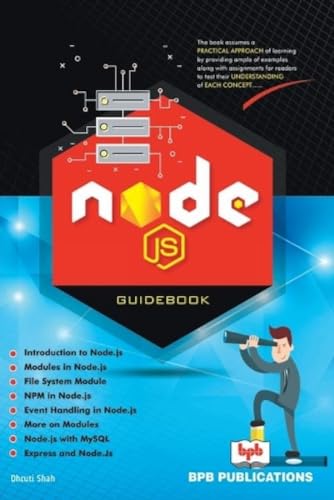 The book assumes a
PRACTICAL APPROACH of learning
by providing ample of examples
along with assignments for readers
to test their UNDERSTANDING
of EACH CONCEPT......
node
JS
GUIDEBOOK
Introduction to Node.js
Modules in Node.js
File System Module
NPM in Node.js
Event Handling in Node.js
More on Modules
Node.js with MySQL
Express and Node.Js
Dhruti Shah
bpb
BPB PUBLICATIONS